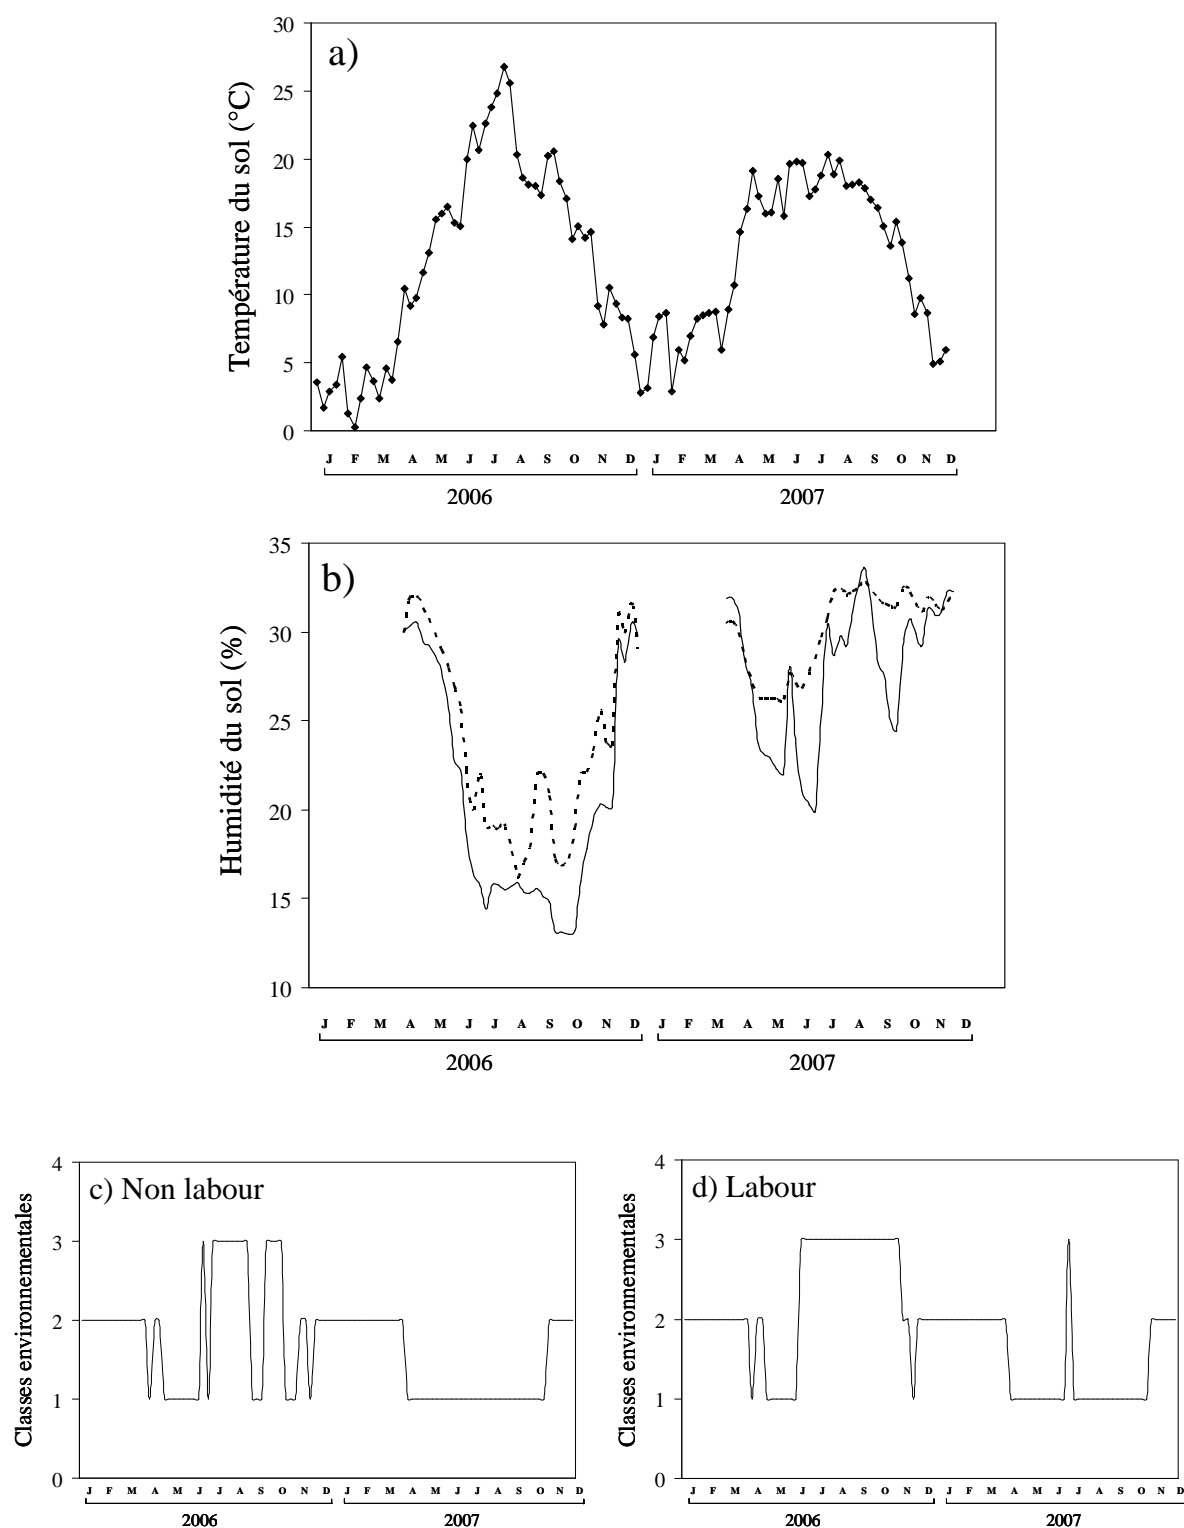 a)
Température du sol (°C)
30
25
20
15
10
5
0
J F M A M J J A S O N D J F M A M J J A S O N D
2006 2007
b)
Humidité du sol (%)
35
30
25
20
15
10
J F M A M J J A S O N D J F M A M J J A S O N D
2006 2007
c) Non labour
Classes environnementales
4
3
2
1
0
J F M A M J J A S O N D J F M A M J J A S O N D
2006 2007
d) Labour
Classes environnementales
4
3
2
1
0
J F M A M J J A S O N D J F M A M J J A S O N D
2006 2007